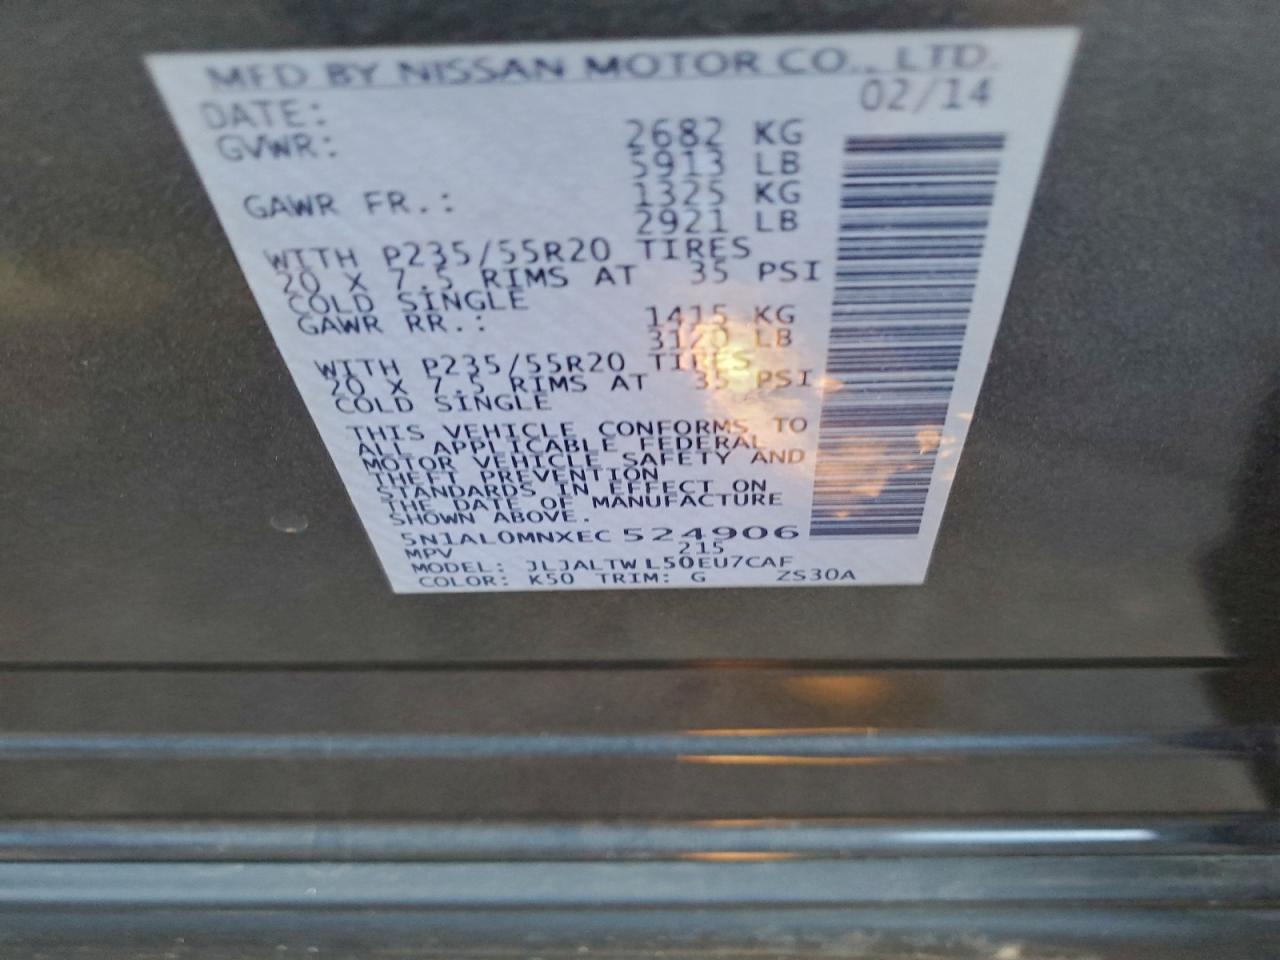 MFD BY NISSAN MOTOR CO., LTD.
DATE: 02/14
GVWR: 2682 KG
5913 LB
GAWR FR.: 1325 KG
2921 LB
WITH P235/55R20 TIRES
20 X 7.5 RIMS AT 35 PSI
COLD SINGLE
GAWR RR.: 1415 KG
3120 LB
WITH P235/55R20 TIRES
20 X 7.5 RIMS AT 35 PSI
COLD SINGLE
THIS VEHICLE CONFORMS TO
ALL APPLICABLE FEDERAL
MOTOR VEHICLE SAFETY AND
THEFT PREVENTION
STANDARDS IN EFFECT ON
THE DATE OF MANUFACTURE
SHOWN ABOVE.
5N1AL0MNXEC524906
MPV 215
MODEL: JLJALTWL50EU7CAF
COLOR: K50 TRIM: G ZS30A